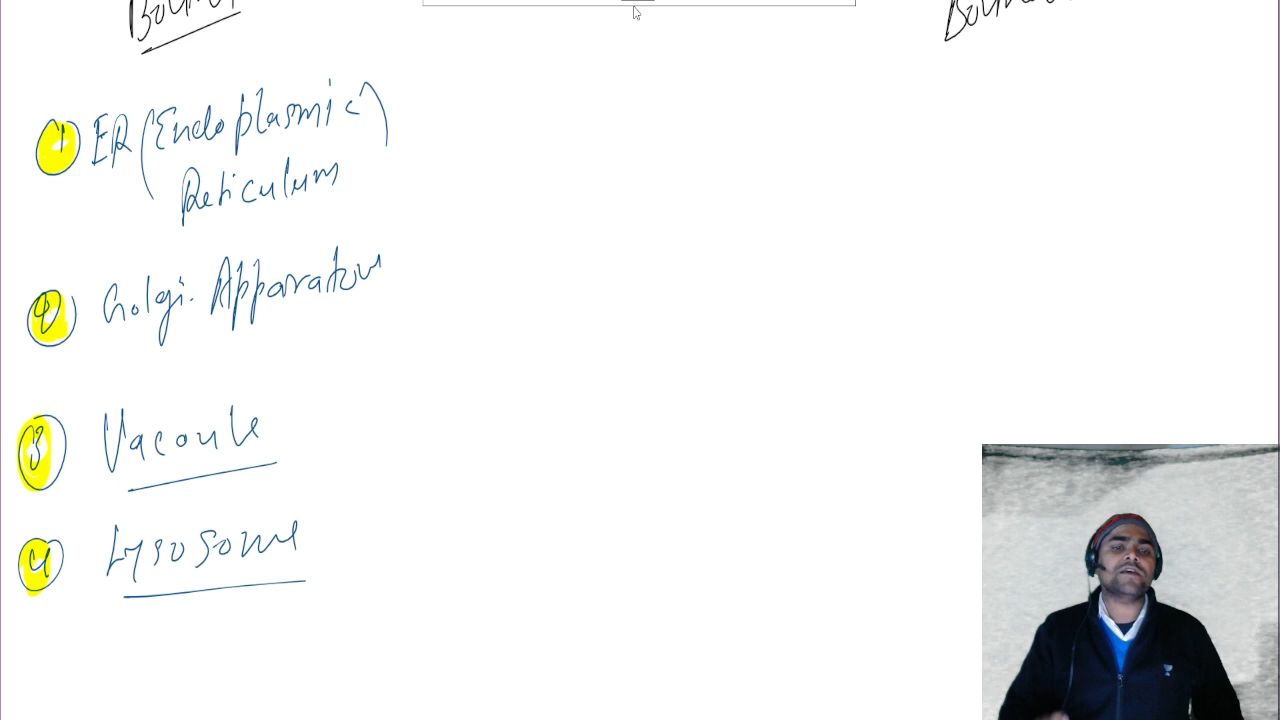 ① ER (Endoplasmic)
Reticulum
② Golgi. Apparatus
③ Vacoule
④ Lysosome